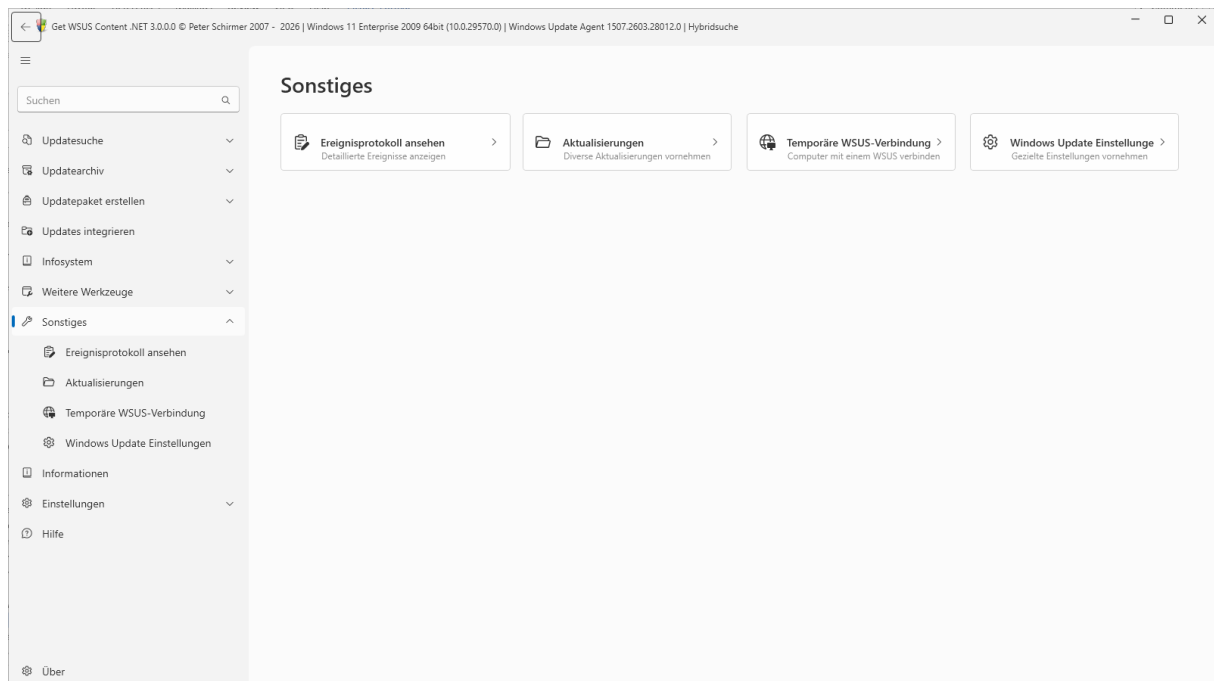 Get WSUS Content .NET 3.0.0.0 © Peter Schirmer 2007 - 2026 | Windows 11 Enterprise 2009 64bit (10.0.29570.0) | Windows Update Agent 1507.2603.28012.0 | Hybridsuche
Suchen
Updatesuche
Updatearchiv
Updatepaket erstellen
Updates integrieren
Infosystem
Weitere Werkzeuge
Sonstiges
Ereignisprotokoll ansehen
Aktualisierungen
Temporäre WSUS-Verbindung
Windows Update Einstellungen
Informationen
Einstellungen
Hilfe
Über
Sonstiges
Ereignisprotokoll ansehen
Detaillierte Ereignisse anzeigen
Aktualisierungen
Diverse Aktualisierungen vornehmen
Temporäre WSUS-Verbindung
Computer mit einem WSUS verbinden
Windows Update Einstellunge
Gezielte Einstellungen vornehmen